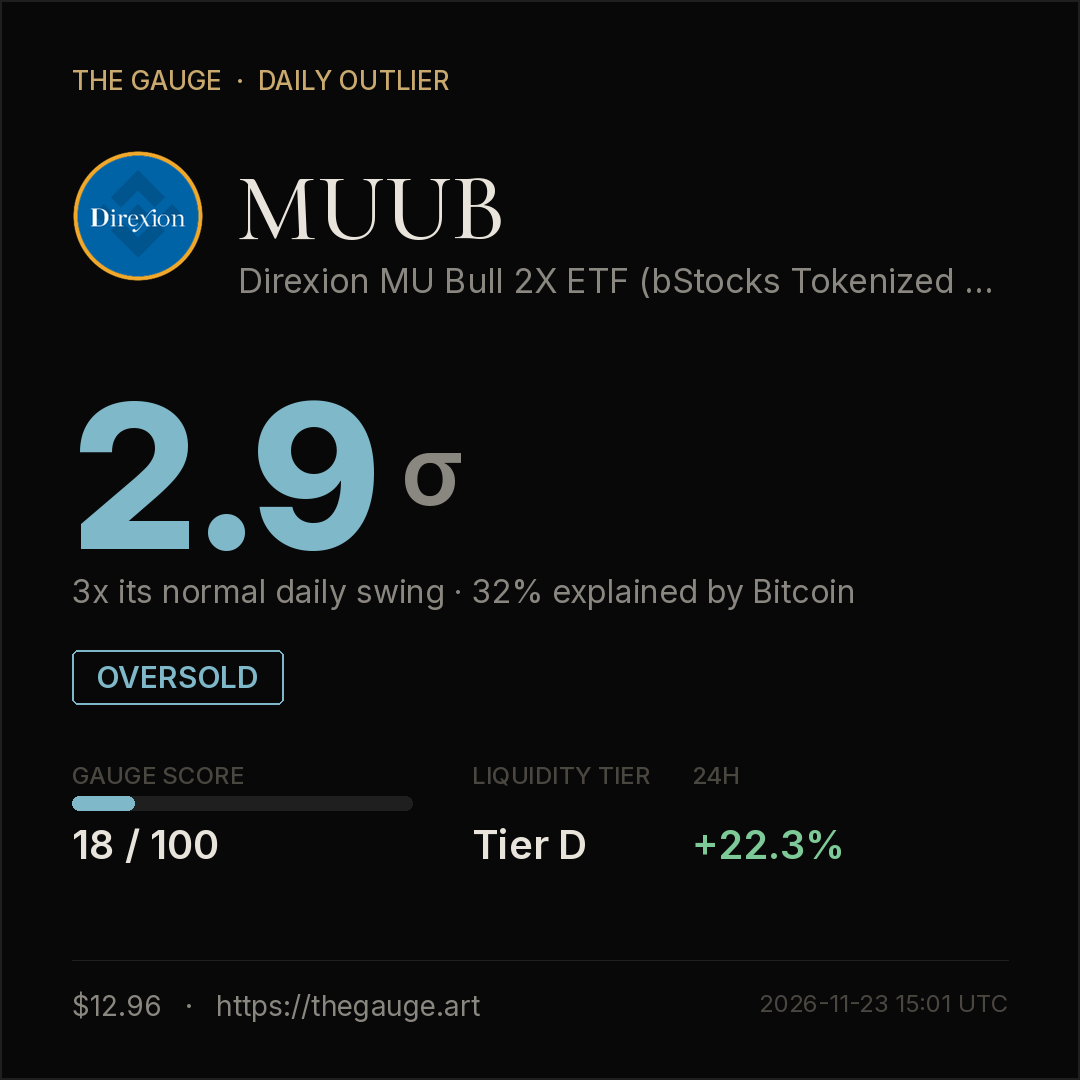 THE GAUGE · DAILY OUTLIER
Direxion
MUUB
Direxion MU Bull 2X ETF (bStocks Tokenized ...
2.9 σ
3x its normal daily swing · 32% explained by Bitcoin
OVERSOLD
GAUGE SCORE LIQUIDITY TIER 24H
18 / 100 Tier D +22.3%
$12.96 · https://thegauge.art 2026-11-23 15:01 UTC